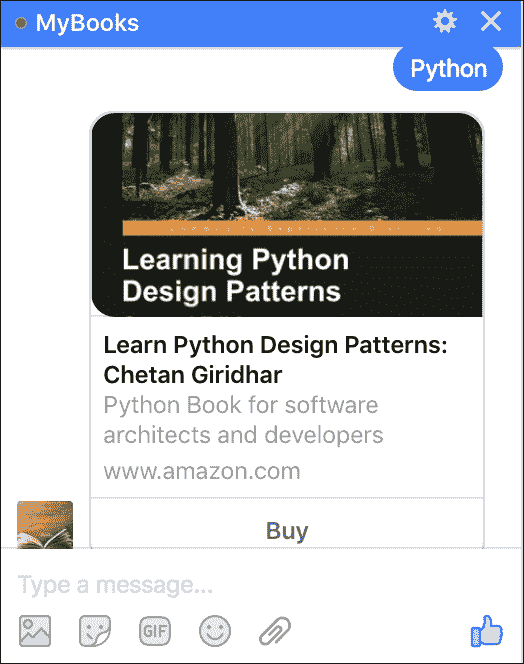 MyBooks
Python
Learning Python
Design Patterns
Learn Python Design Patterns:
Chetan Giridhar
Python Book for software
architects and developers
www.amazon.com
Buy
Type a message...
GIF